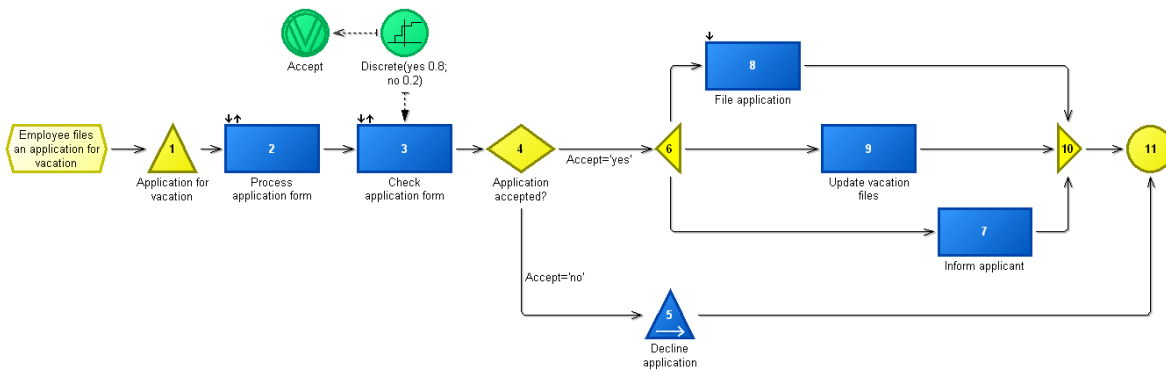 Accept
Discrete(yes 0.8;
no 0.2)
8
File application
Employee files
an application for
vacation
1
Application for
vacation
2
Process
application form
3
Check
application form
4
Application
accepted?
Accept='yes'
6
9
Update vacation
files
10
11
7
Inform applicant
Accept='no'
5
Decline
application